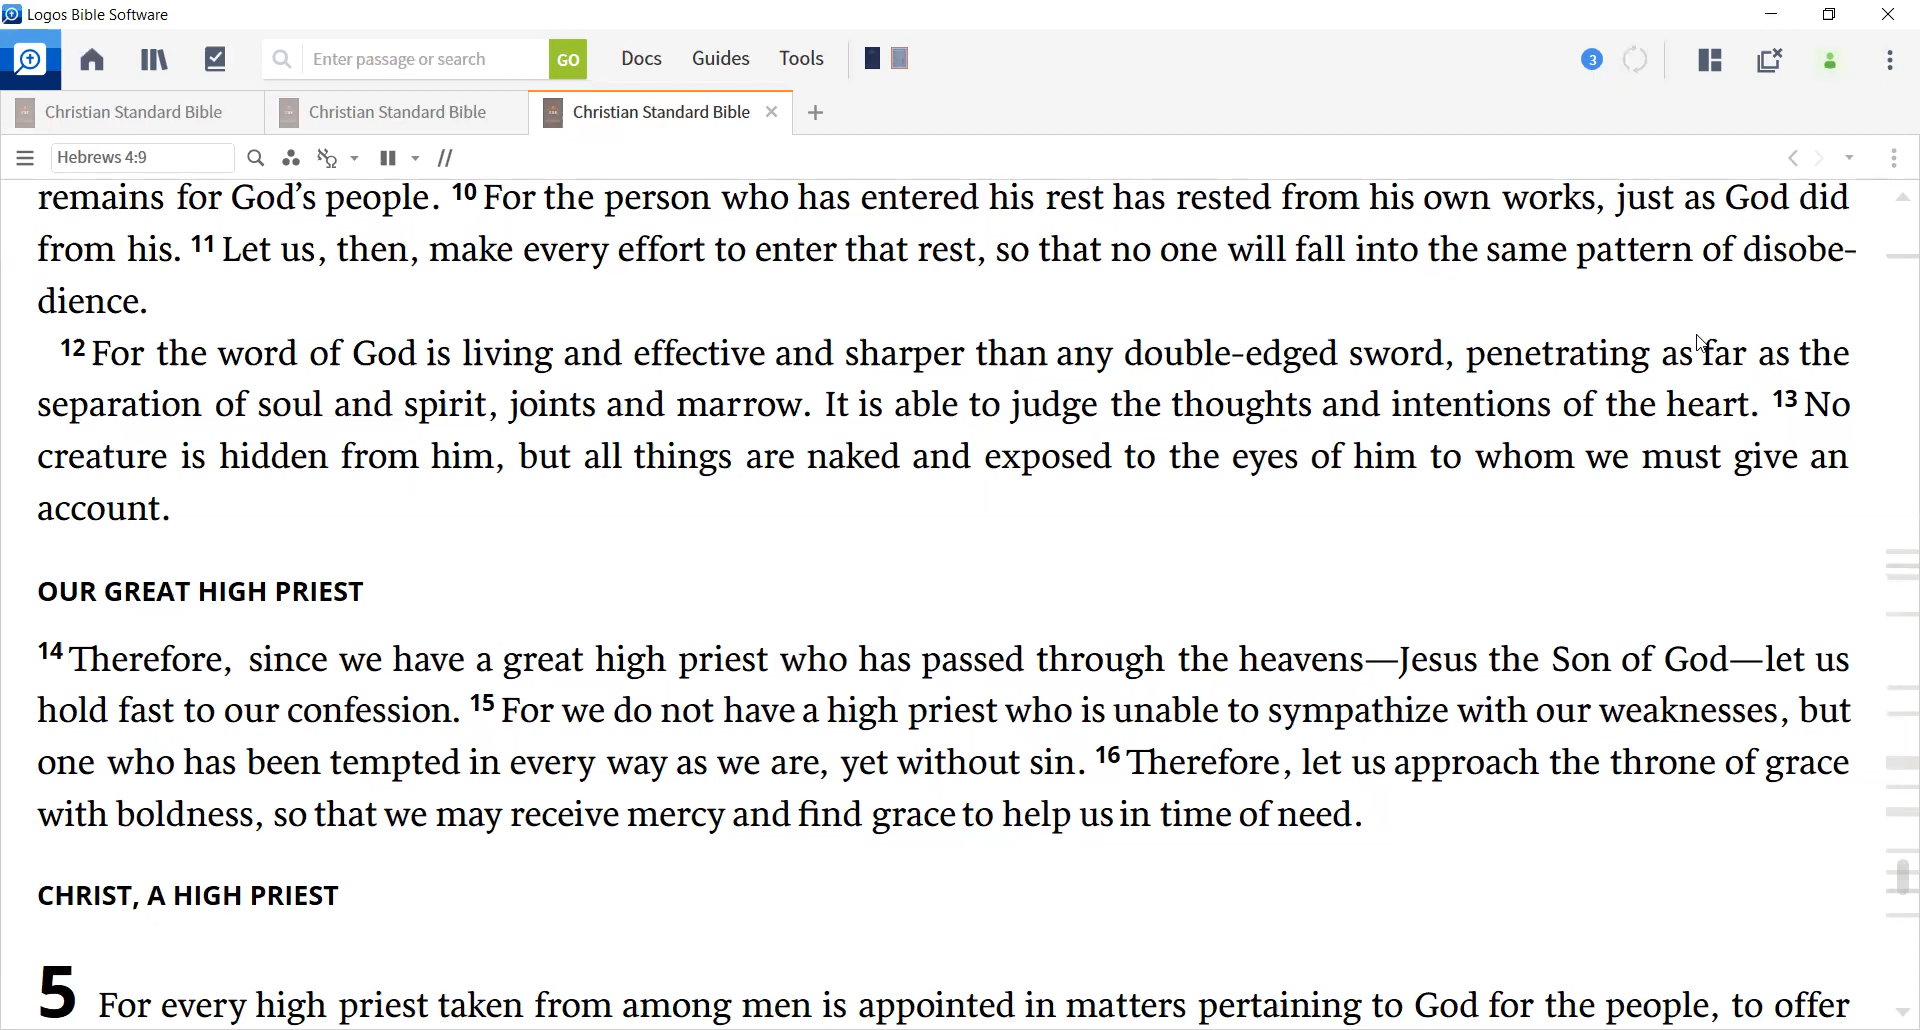 Logos Bible Software
Enter passage or search
GO
Docs
Guides
Tools
3
Christian Standard Bible
Christian Standard Bible
Christian Standard Bible
Hebrews 4:9
remains for God’s people. 10 For the person who has entered his rest has rested from his own works, just as God did
from his. 11 Let us, then, make every effort to enter that rest, so that no one will fall into the same pattern of disobe-
dience.
12 For the word of God is living and effective and sharper than any double-edged sword, penetrating as far as the
separation of soul and spirit, joints and marrow. It is able to judge the thoughts and intentions of the heart. 13 No
creature is hidden from him, but all things are naked and exposed to the eyes of him to whom we must give an
account.
OUR GREAT HIGH PRIEST
14 Therefore, since we have a great high priest who has passed through the heavens—Jesus the Son of God—let us
hold fast to our confession. 15 For we do not have a high priest who is unable to sympathize with our weaknesses, but
one who has been tempted in every way as we are, yet without sin. 16 Therefore, let us approach the throne of grace
with boldness, so that we may receive mercy and find grace to help us in time of need.
CHRIST, A HIGH PRIEST
5 For every high priest taken from among men is appointed in matters pertaining to God for the people, to offer